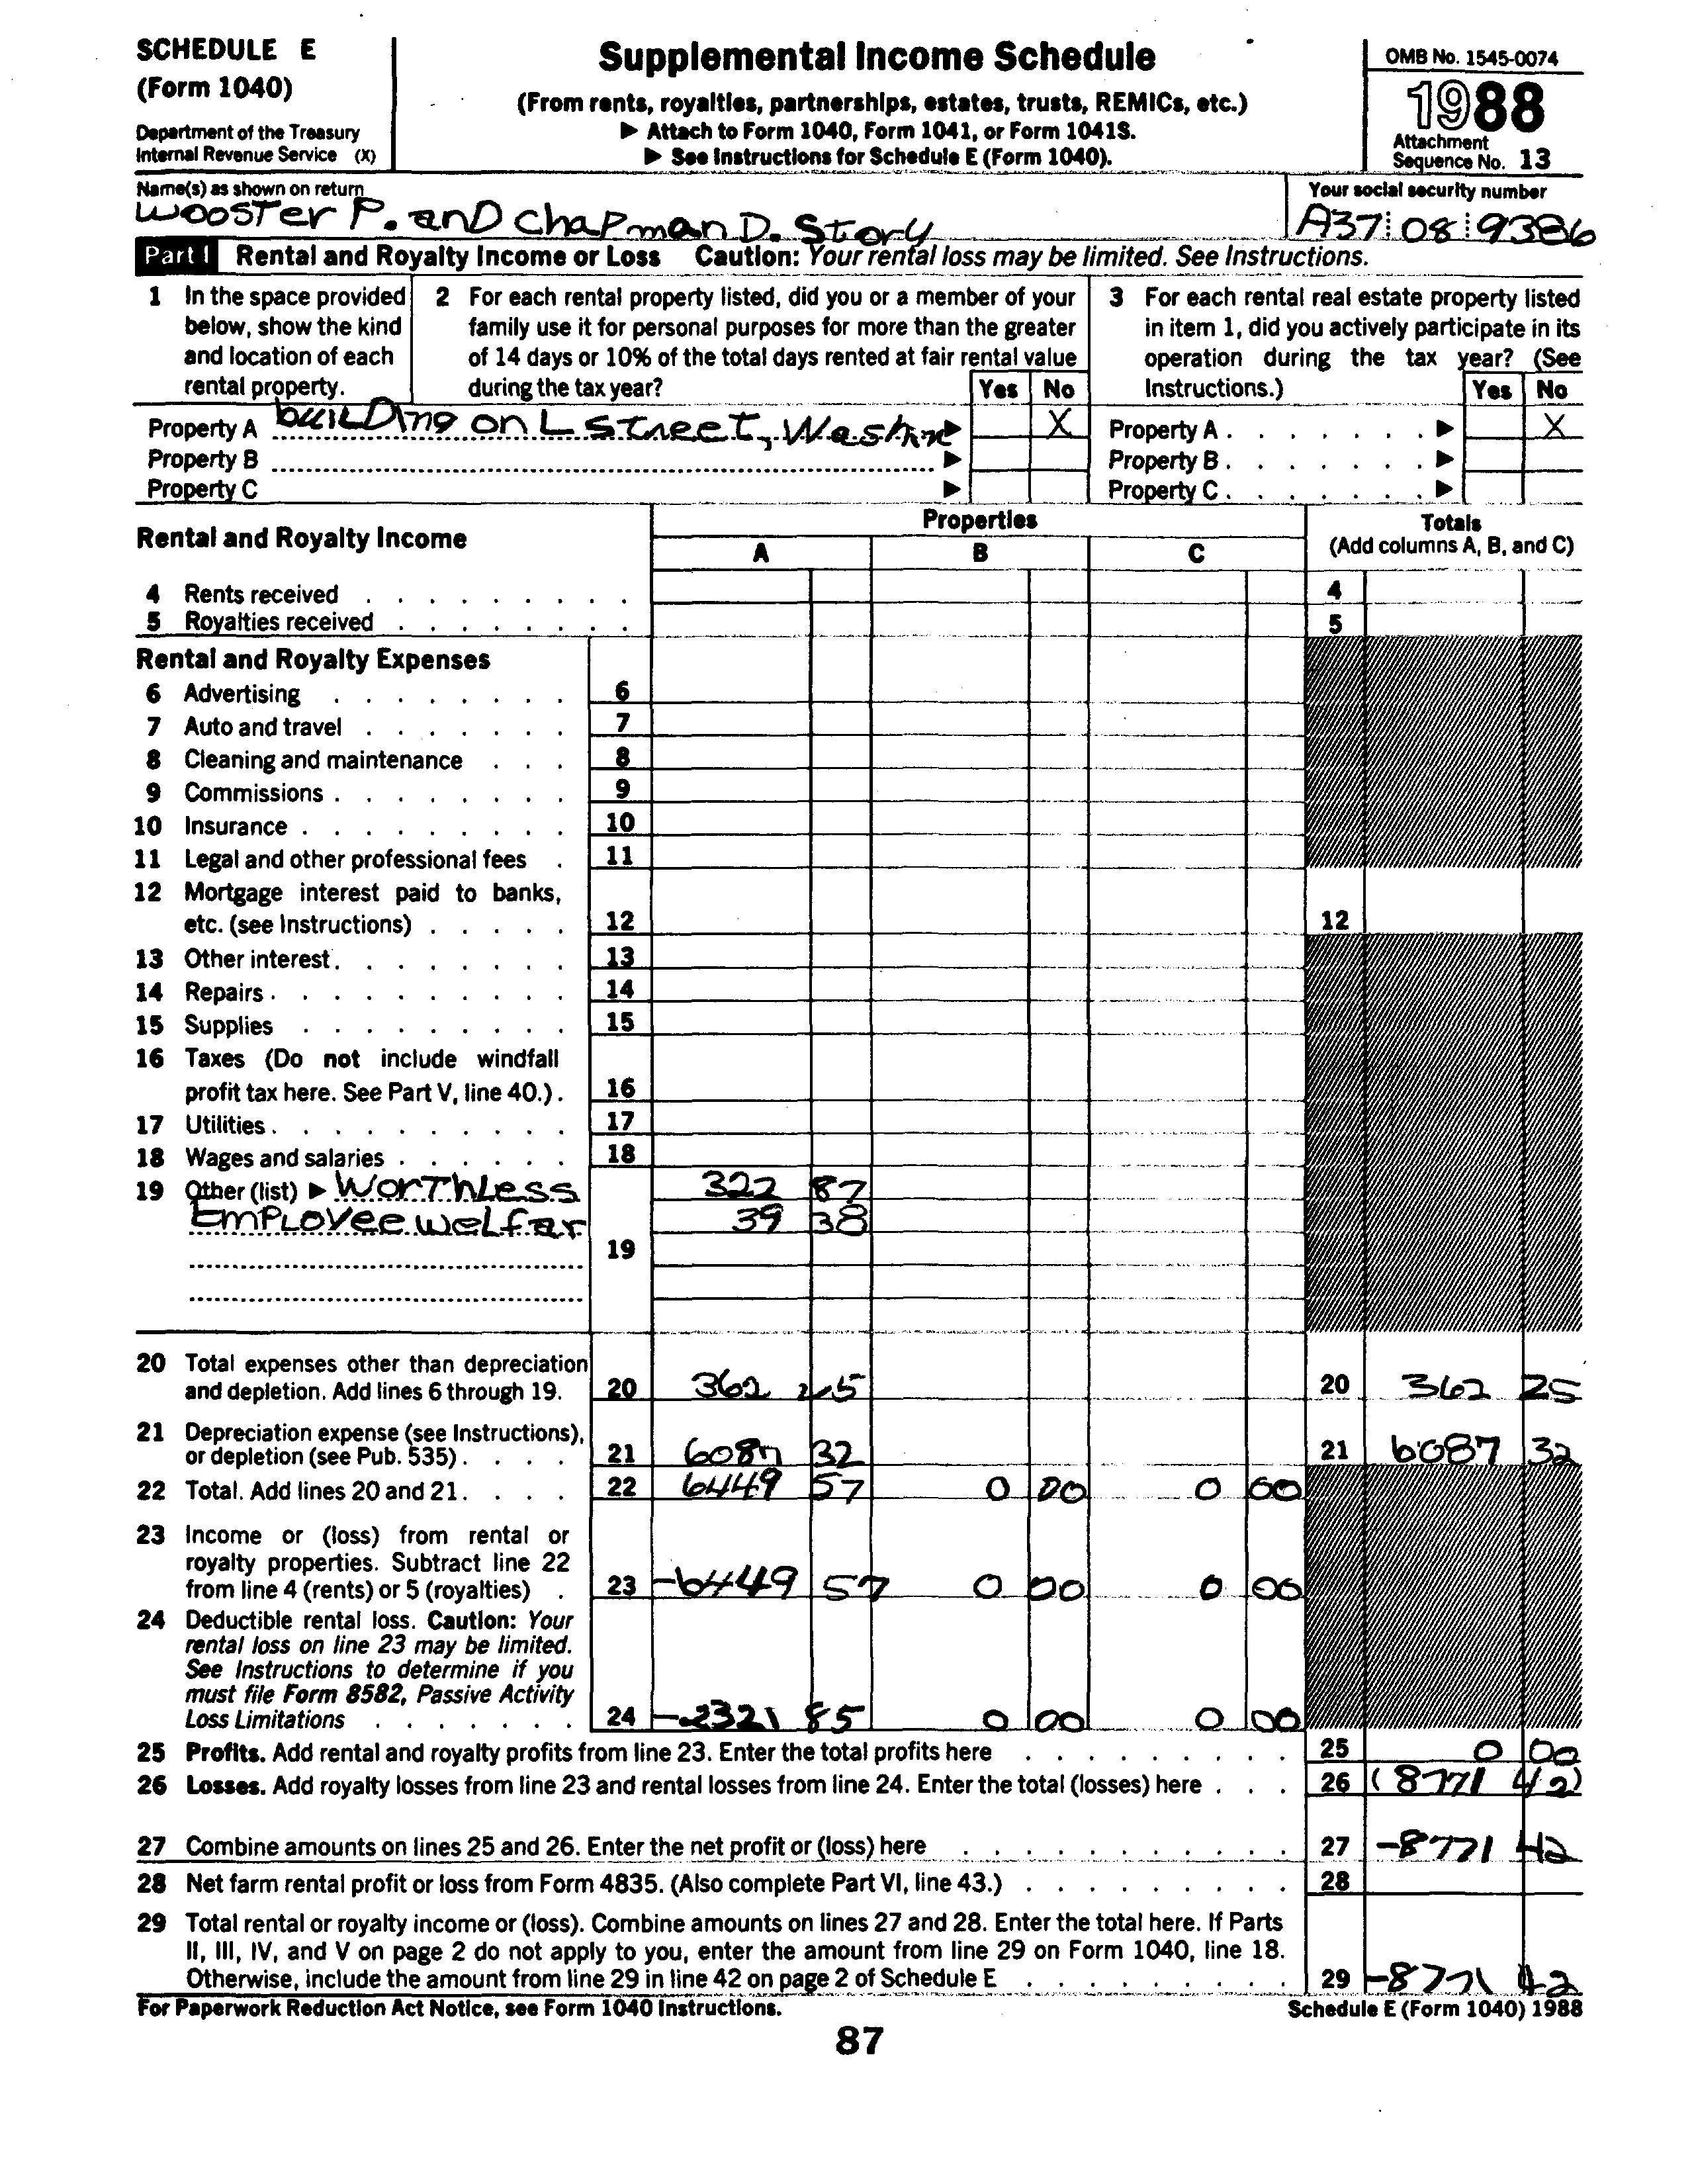 SCHEDULE E
(Form 1040)
Department of the Treasury
Internal Revenue Service (X)
Supplemental Income Schedule
(From rents, royalties, partnerships, estates, trusts, REMICs, etc.)
▶ Attach to Form 1040, Form 1041, or Form 1041S.
▶ See Instructions for Schedule E (Form 1040).
OMB No. 1545-0074
1988
Attachment
Sequence No. 13
Name(s) as shown on return
Wooster P. and Chapman D. Story
Your social security number
A37 08 9386
Part I Rental and Royalty Income or Loss Caution: Your rental loss may be limited. See Instructions.
1 In the space provided
below, show the kind
and location of each
rental property.
2 For each rental property listed, did you or a member of your
family use it for personal purposes for more than the greater
of 14 days or 10% of the total days rented at fair rental value
during the tax year?
Yes No
3 For each rental real estate property listed
in item 1, did you actively participate in its
operation during the tax year? (See
Instructions.)
Yes No
Property A building on L Street, Washin ▶ X
Property B ▶
Property C ▶
Property A . . . . . . . ▶ X
Property B . . . . . . . ▶
Property C . . . . . . . ▶
Rental and Royalty Income
Properties
A B C
Totals
(Add columns A, B, and C)
4 Rents received . . . . . . . . . 4
5 Royalties received . . . . . . . . 5
Rental and Royalty Expenses
6 Advertising . . . . . . . . 6
7 Auto and travel . . . . . . . 7
8 Cleaning and maintenance . . . 8
9 Commissions . . . . . . . . 9
10 Insurance . . . . . . . . . 10
11 Legal and other professional fees . 11
12 Mortgage interest paid to banks,
etc. (see Instructions) . . . . . 12 12
13 Other interest . . . . . . . . 13
14 Repairs . . . . . . . . . . 14
15 Supplies . . . . . . . . . 15
16 Taxes (Do not include windfall
profit tax here. See Part V, line 40.) . 16
17 Utilities . . . . . . . . . . 17
18 Wages and salaries . . . . . . 18
19 Other (list) ▶ Worthless 322 87
Employee welfar 39 38
19
20 Total expenses other than depreciation
and depletion. Add lines 6 through 19. 20 362 25 20 362 25
21 Depreciation expense (see Instructions),
or depletion (see Pub. 535) . . . . 21 6087 32 21 6087 32
22 Total. Add lines 20 and 21 . . . . 22 6449 57 0 00 0 00
23 Income or (loss) from rental or
royalty properties. Subtract line 22
from line 4 (rents) or 5 (royalties) . 23 -6449 57 0 00 0 00
24 Deductible rental loss. Caution: Your
rental loss on line 23 may be limited.
See Instructions to determine if you
must file Form 8582, Passive Activity
Loss Limitations . . . . . . . 24 -2321 85 0 00 0 00
25 Profits. Add rental and royalty profits from line 23. Enter the total profits here . . . . . . . . . 25 0 00
26 Losses. Add royalty losses from line 23 and rental losses from line 24. Enter the total (losses) here . . . 26 (8771 42)
27 Combine amounts on lines 25 and 26. Enter the net profit or (loss) here . . . . . . . . . . . 27 -8771 42
28 Net farm rental profit or loss from Form 4835. (Also complete Part VI, line 43.) . . . . . . . . . 28
29 Total rental or royalty income or (loss). Combine amounts on lines 27 and 28. Enter the total here. If Parts
II, III, IV, and V on page 2 do not apply to you, enter the amount from line 29 on Form 1040, line 18.
Otherwise, include the amount from line 29 in line 42 on page 2 of Schedule E . . . . . . . . . 29 -8771 42
For Paperwork Reduction Act Notice, see Form 1040 Instructions.
Schedule E (Form 1040) 1988
87